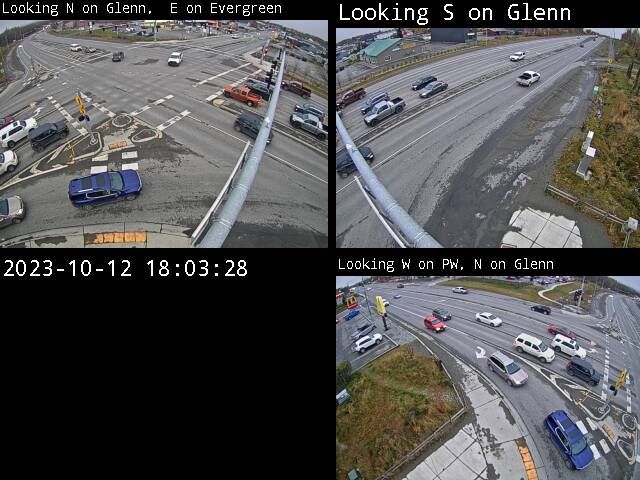 Looking N on Glenn,  E on Evergreen
Looking S on Glenn
2023-10-12 18:03:28
Looking W on PW, N on Glenn